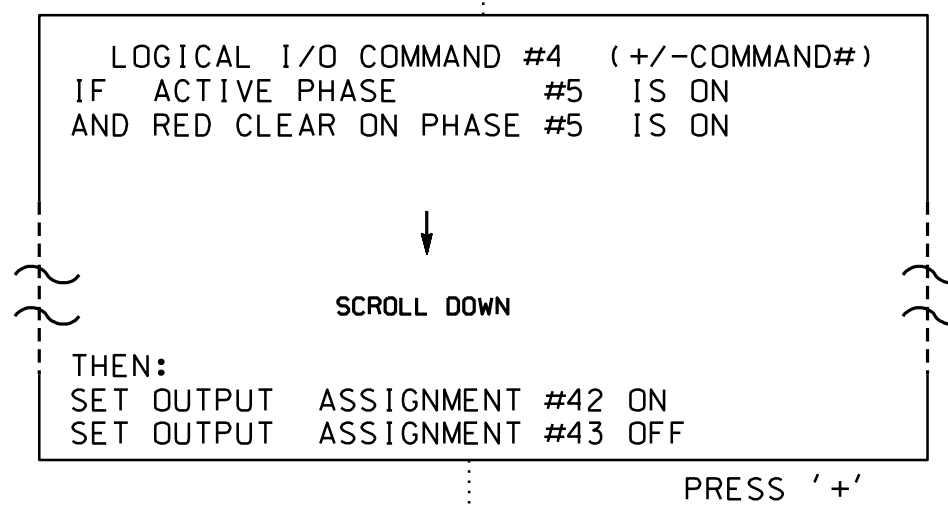 LOGICAL I/O COMMAND #4 (+/-COMMAND#)
IF ACTIVE PHASE #5 IS ON
AND RED CLEAR ON PHASE #5 IS ON
SCROLL DOWN
THEN:
SET OUTPUT ASSIGNMENT #42 ON
SET OUTPUT ASSIGNMENT #43 OFF
PRESS '+'